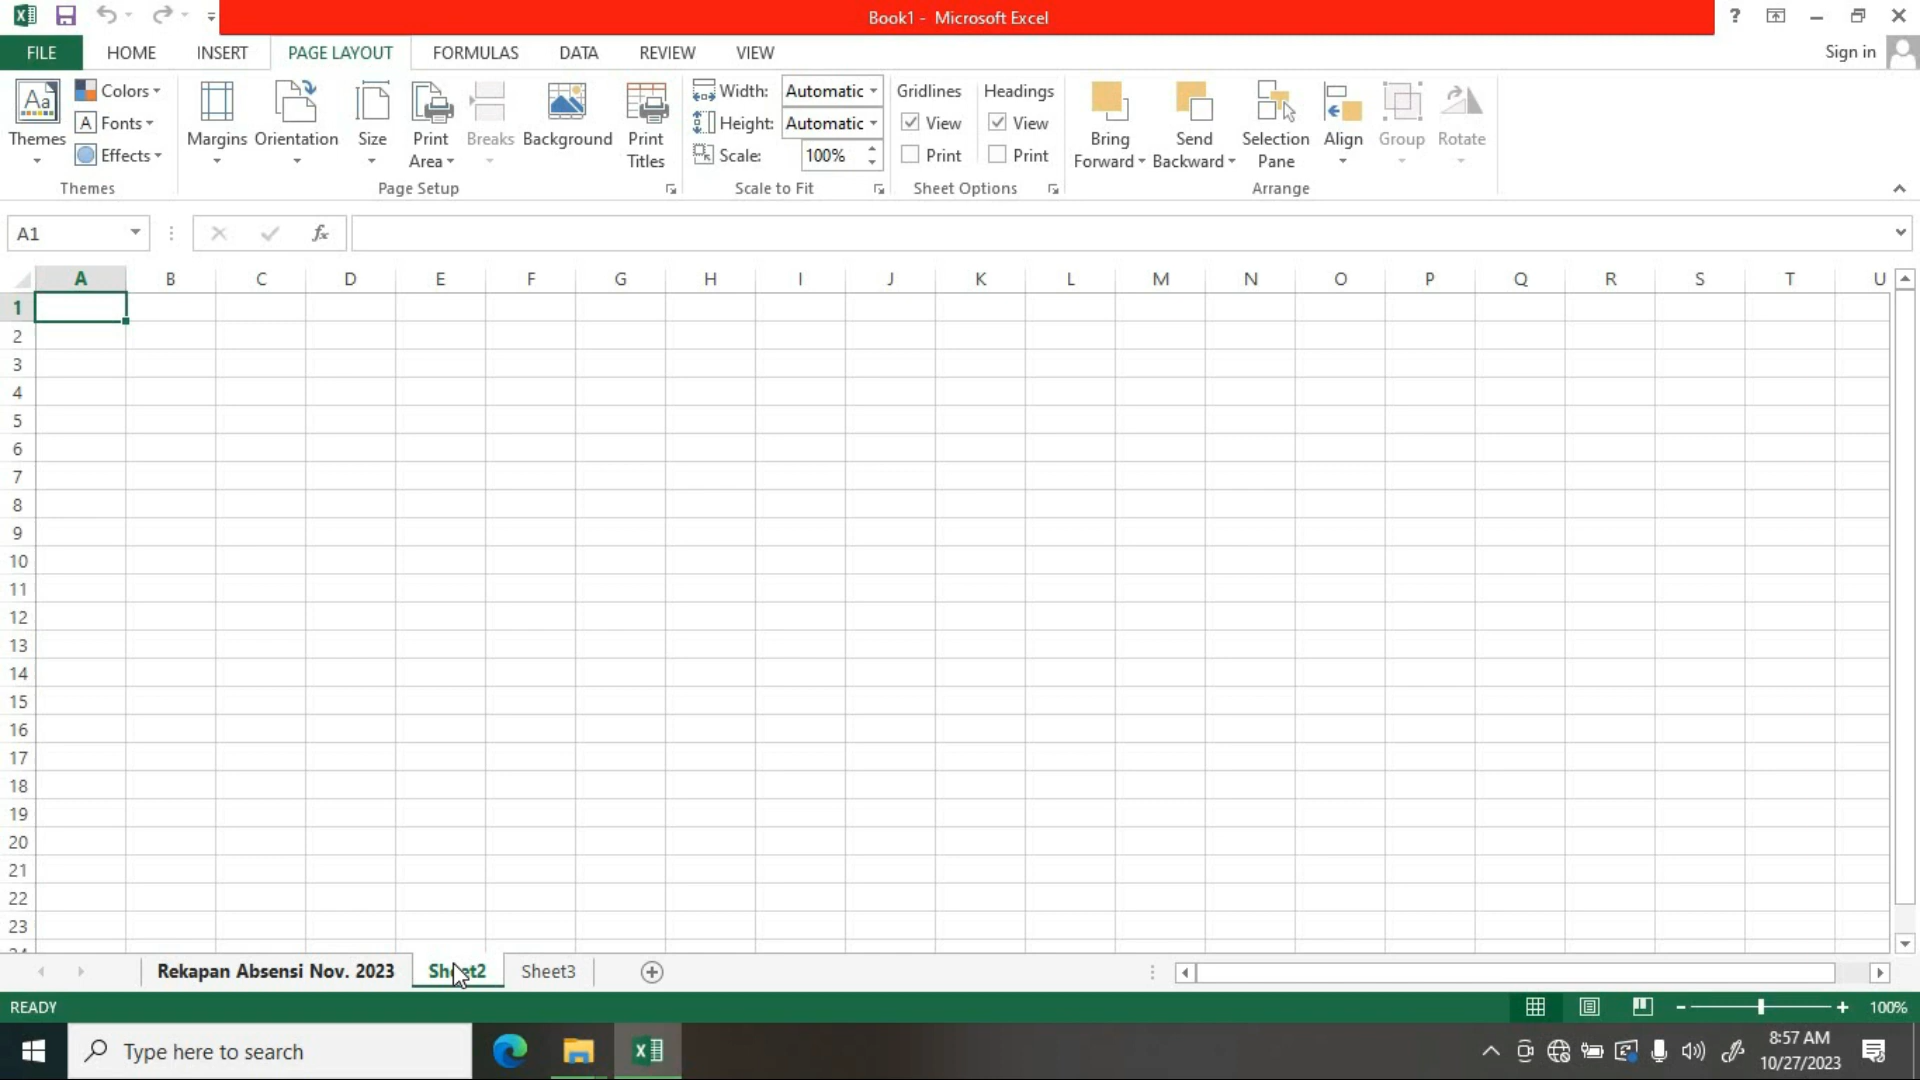 Book1 - Microsoft Excel
FILE HOME INSERT PAGE LAYOUT FORMULAS DATA REVIEW VIEW Sign in
Themes
Colors
Fonts
Effects
Themes
Margins
Orientation
Size
Print Area
Breaks
Background
Print Titles
Page Setup
Width: Automatic
Height: Automatic
Scale: 100%
Scale to Fit
Gridlines
View
Print
Headings
View
Print
Sheet Options
Bring Forward
Send Backward
Selection Pane
Align
Group
Rotate
Arrange
A1
fx
A B C D E F G H I J K L M N O P Q R S T U
1
2
3
4
5
6
7
8
9
10
11
12
13
14
15
16
17
18
19
20
21
22
23
24
Rekapan Absensi Nov. 2023 Sheet2 Sheet3
READY 100%
Type here to search
8:57 AM
10/27/2023